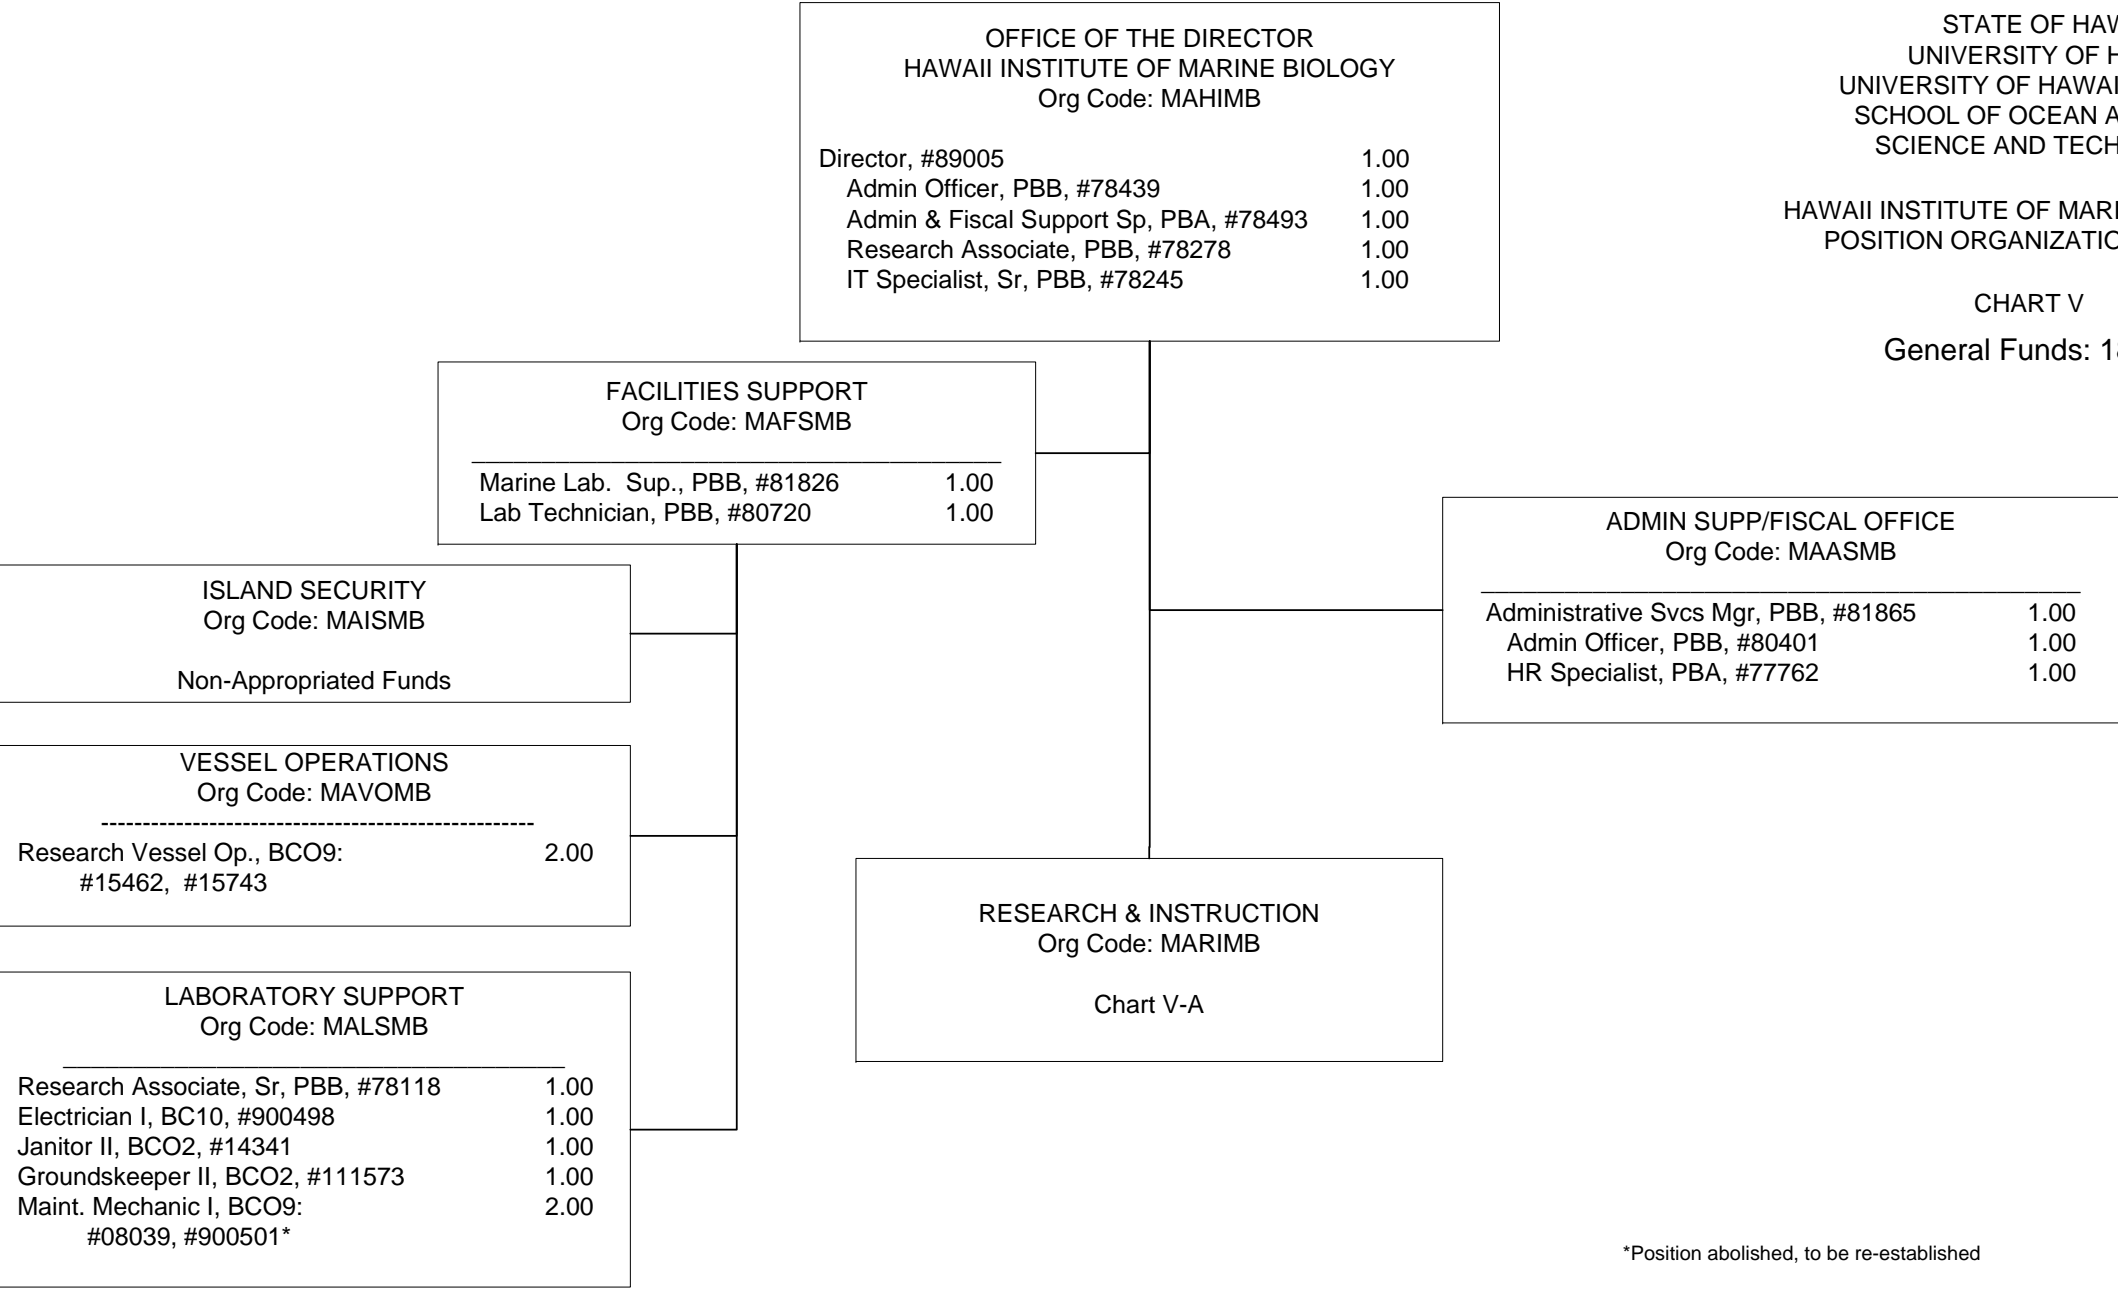 OFFICE OF THE DIRECTOR
HAWAII INSTITUTE OF MARINE BIOLOGY
Org Code: MAHIMB
Director, #89005 1.00
Admin Officer, PBB, #78439 1.00
Admin & Fiscal Support Sp, PBA, #78493 1.00
Research Associate, PBB, #78278 1.00
IT Specialist, Sr, PBB, #78245 1.00
STATE OF
UNIVERSITY OF
UNIVERSITY OF
SCHOOL OF OCEAN
SCIENCE AND
HAWAII INSTITUTE OF
POSITION
CHART V
General Funds:
FACILITIES SUPPORT
Org Code: MAFSMB
Marine Lab. Sup., PBB, #81826 1.00
Lab Technician, PBB, #80720 1.00
ADMIN SUPP/FISCAL OFFICE
Org Code: MAASMB
Administrative Svcs Mgr, PBB, #81865 1.00
Admin Officer, PBB, #80401 1.00
HR Specialist, PBA, #77762 1.00
ISLAND SECURITY
Org Code: MAISMB
Non-Appropriated Funds
VESSEL OPERATIONS
Org Code: MAVOMB
Research Vessel Op., BCO9: 2.00
#15462, #15743
RESEARCH & INSTRUCTION
Org Code: MARIMB
Chart V-A
LABORATORY SUPPORT
Org Code: MALSMB
Research Associate, Sr, PBB, #78118 1.00
Electrician I, BC10, #900498 1.00
Janitor II, BCO2, #14341 1.00
Groundskeeper II, BCO2, #111573 1.00
Maint. Mechanic I, BCO9: 2.00
#08039, #900501*
*Position abolished, to be re-established